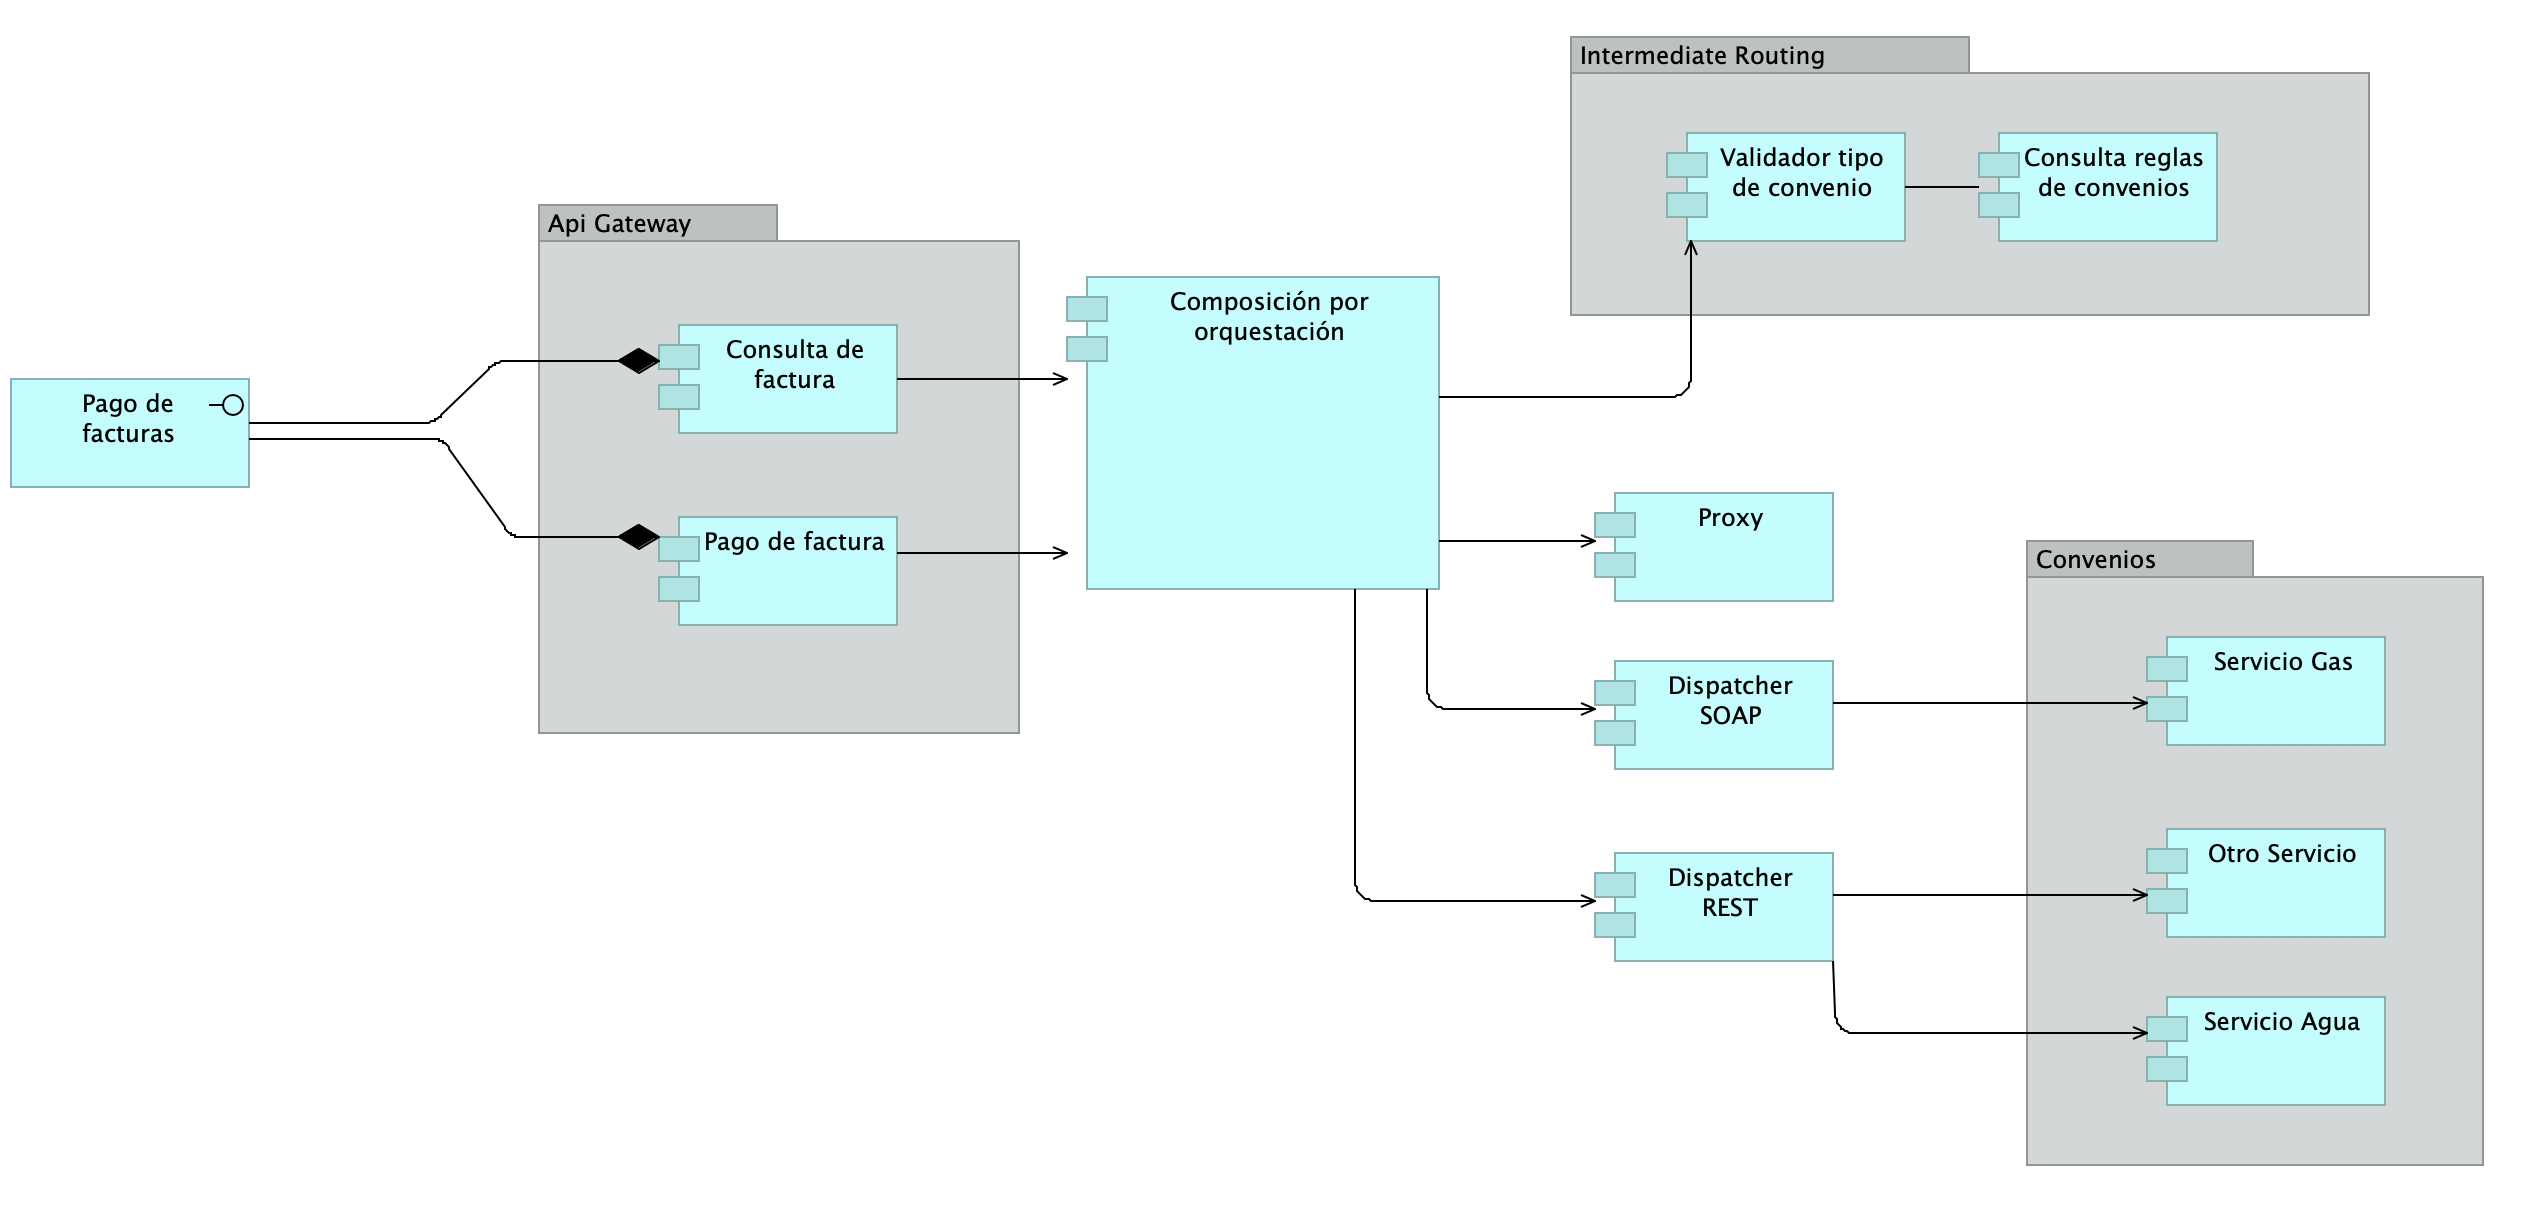 Intermediate Routing
Validador tipo
de convenio
Consulta reglas
de convenios
Api Gateway
Consulta de
factura
Pago de factura
Pago de
facturas
Composición por
orquestación
Proxy
Dispatcher
SOAP
Dispatcher
REST
Convenios
Servicio Gas
Otro Servicio
Servicio Agua